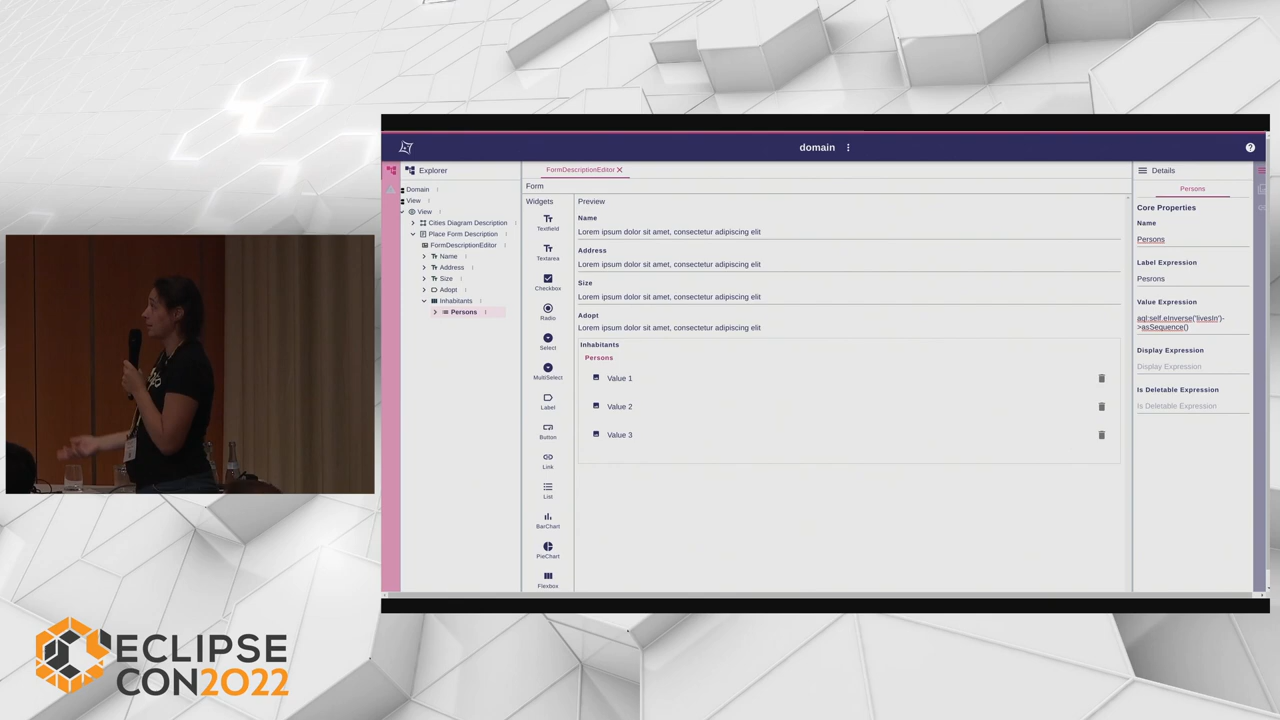 domain
Explorer
Domain
View
View
Cities Diagram Description
Place Form Description
FormDescriptionEditor
Name
Address
Size
Adopt
Inhabitants
Persons
FormDescriptionEditor
Form
Widgets
Textfield
Textarea
Checkbox
Radio
Select
MultiSelect
Label
Button
Link
List
BarChart
PieChart
Flexbox
Preview
Name
Lorem ipsum dolor sit amet, consectetur adipiscing elit
Address
Lorem ipsum dolor sit amet, consectetur adipiscing elit
Size
Lorem ipsum dolor sit amet, consectetur adipiscing elit
Adopt
Lorem ipsum dolor sit amet, consectetur adipiscing elit
Inhabitants
Persons
Value 1
Value 2
Value 3
Details
Persons
Core Properties
Name
Persons
Label Expression
Pesrons
Value Expression
aql:self.eInverse('livesIn')-
>asSequence()
Display Expression
Display Expression
Is Deletable Expression
Is Deletable Expression
ECLIPSE
CON2022